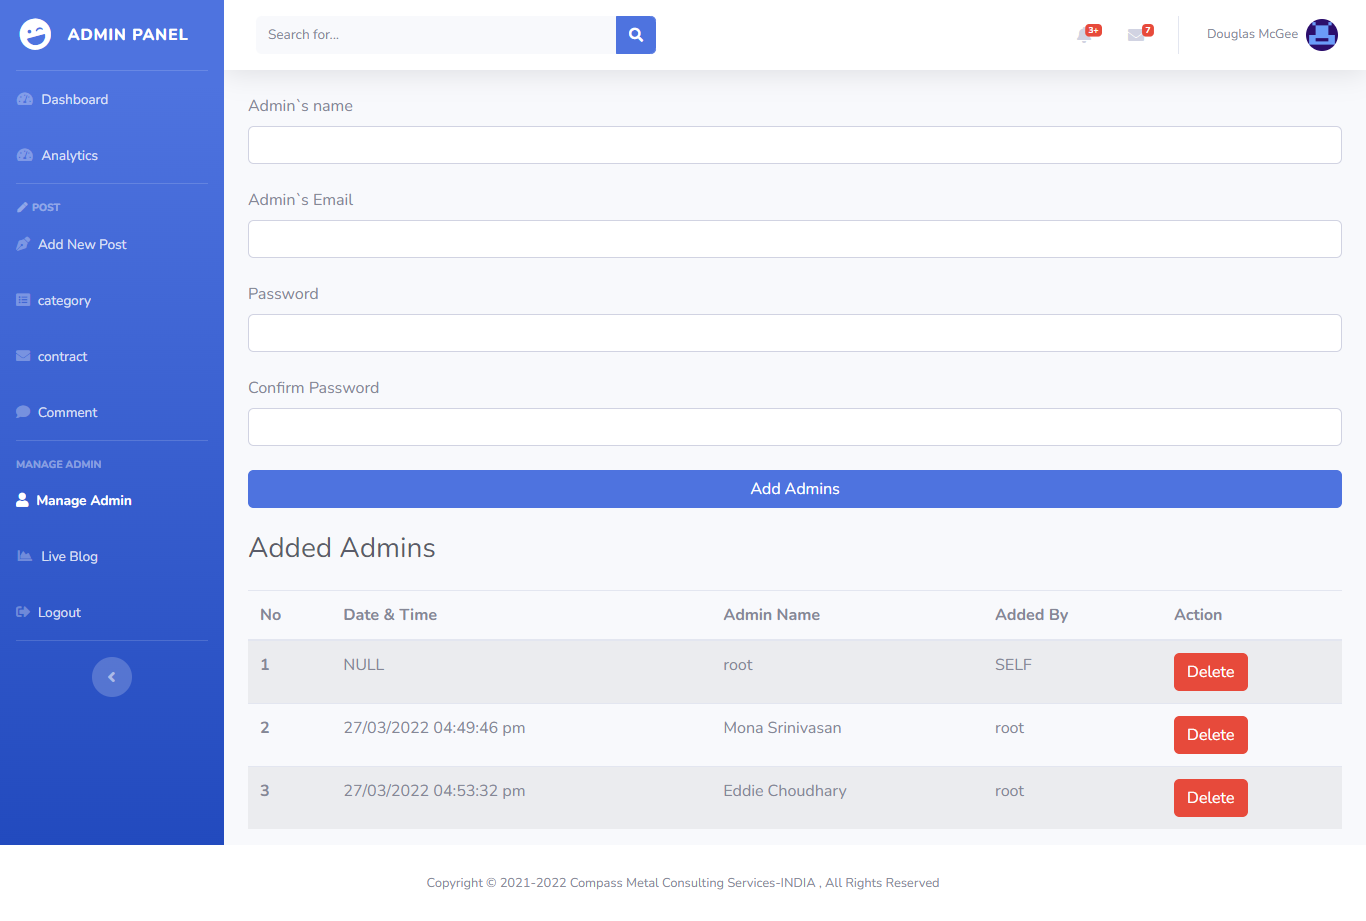 ADMIN PANEL
Search for...
3+
7
Douglas McGee
Dashboard
Analytics
POST
Add New Post
category
contract
Comment
MANAGE ADMIN
Manage Admin
Live Blog
Logout
Admin`s name
Admin`s Email
Password
Confirm Password
Add Admins
Added Admins
No Date & Time Admin Name Added By Action
1 NULL root SELF Delete
2 27/03/2022 04:49:46 pm Mona Srinivasan root Delete
3 27/03/2022 04:53:32 pm Eddie Choudhary root Delete
Copyright © 2021-2022 Compass Metal Consulting Services-INDIA , All Rights Reserved